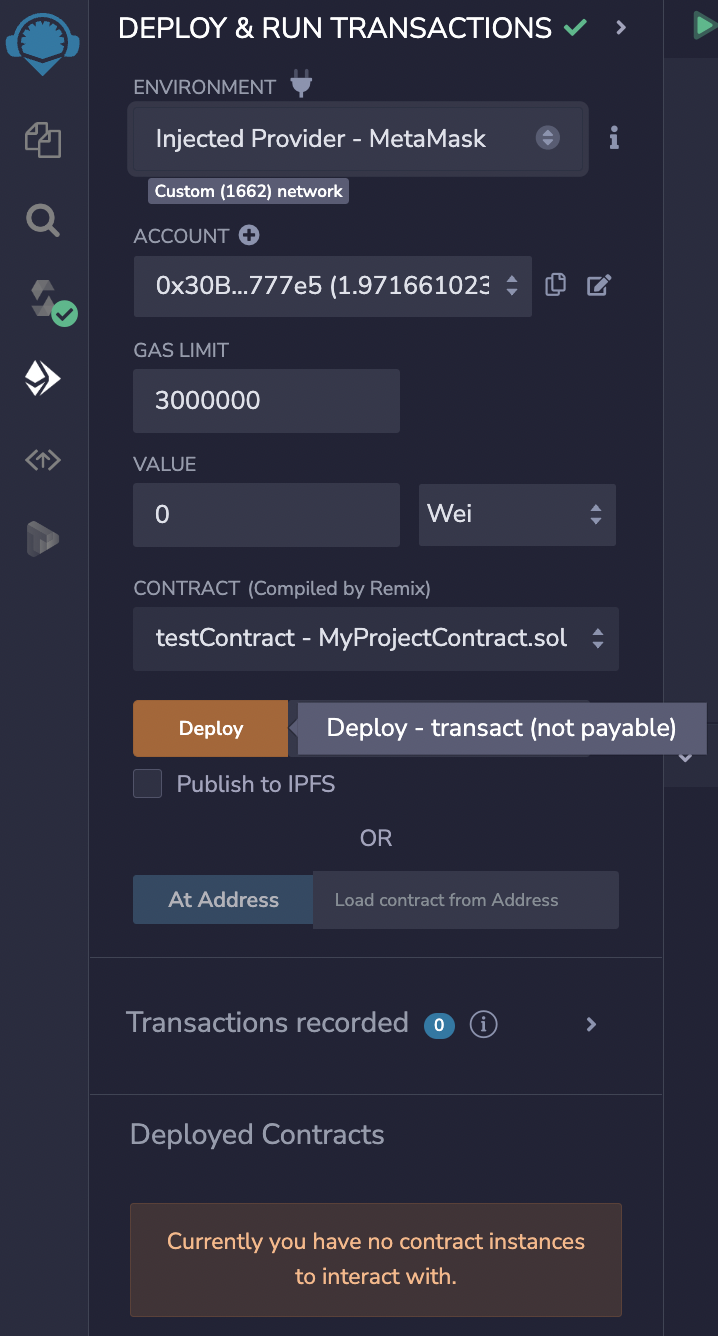 DEPLOY & RUN TRANSACTIONS
ENVIRONMENT
Injected Provider - MetaMask
Custom (1662) network
ACCOUNT
0x30B...777e5 (1.971661023
GAS LIMIT
3000000
VALUE
0 Wei
CONTRACT (Compiled by Remix)
testContract - MyProjectContract.sol
Deploy Deploy - transact (not payable)
Publish to IPFS
OR
At Address Load contract from Address
Transactions recorded 0
Deployed Contracts
Currently you have no contract instances
to interact with.